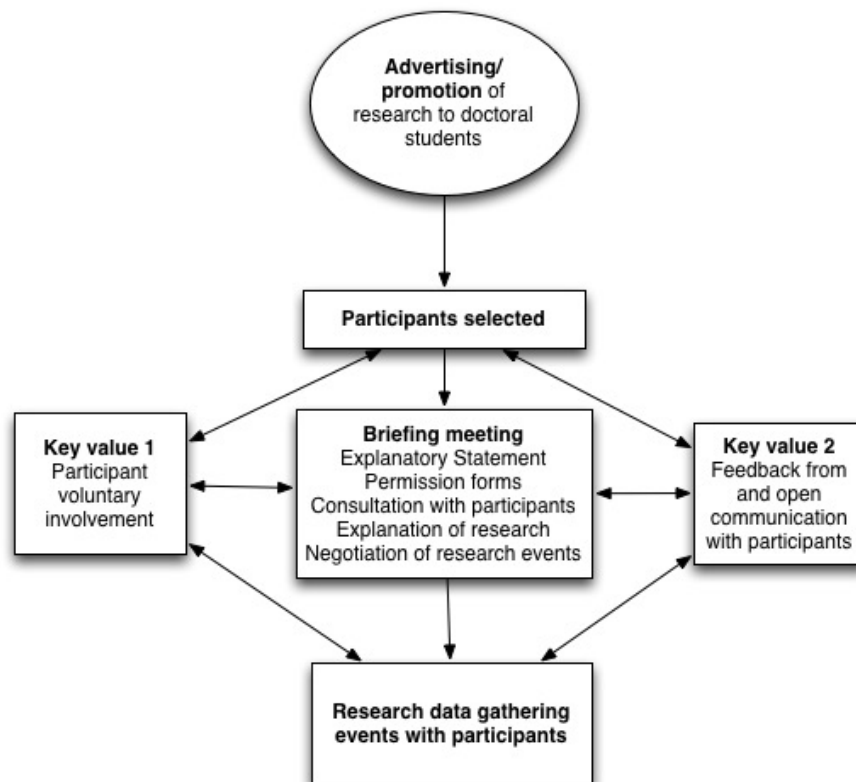 Advertising/
promotion of
research to doctoral
students
Participants selected
Key value 1
Participant
voluntary
involvement
Briefing meeting
Explanatory Statement
Permission forms
Consultation with participants
Explanation of research
Negotiation of research events
Key value 2
Feedback from
and open
communication
with participants
Research data gathering
events with participants